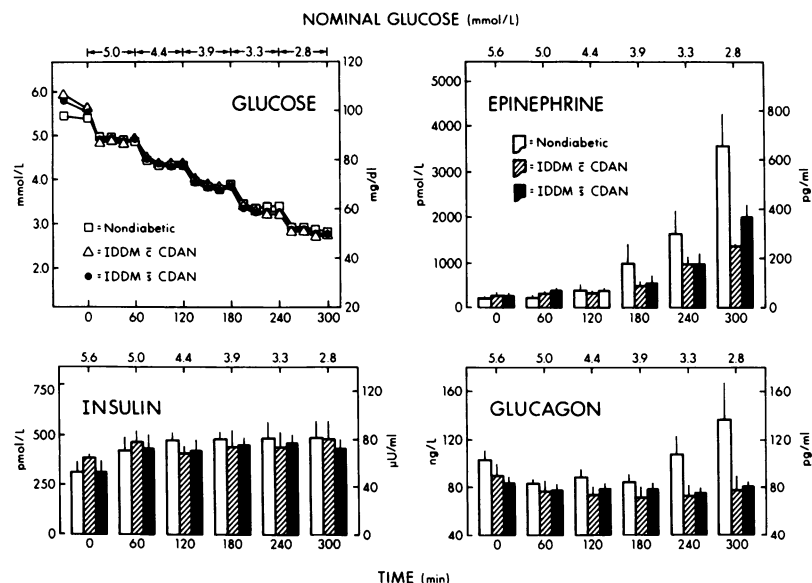 NOMINAL GLUCOSE (mmol/L)
5.0 4.4 3.9 3.3 2.8
GLUCOSE
mmol/L
6.0
5.0
4.0
3.0
2.0
120
100
80
60
40
20
mg/dl
□ = Nondiabetic
△ = IDDM c̄ CDAN
● = IDDM s̄ CDAN
0 60 120 180 240 300
5.6 5.0 4.4 3.9 3.3 2.8
EPINEPHRINE
pmol/L
5000
4000
3000
2000
1000
0
800
600
400
200
0
pg/ml
= Nondiabetic
= IDDM c̄ CDAN
= IDDM s̄ CDAN
0 60 120 180 240 300
5.6 5.0 4.4 3.9 3.3 2.8
INSULIN
pmol/L
750
500
250
0
120
80
40
0
μU/ml
0 60 120 180 240 300
5.6 5.0 4.4 3.9 3.3 2.8
GLUCAGON
ng/L
160
120
80
40
160
120
80
40
pg/ml
0 60 120 180 240 300
TIME (min)